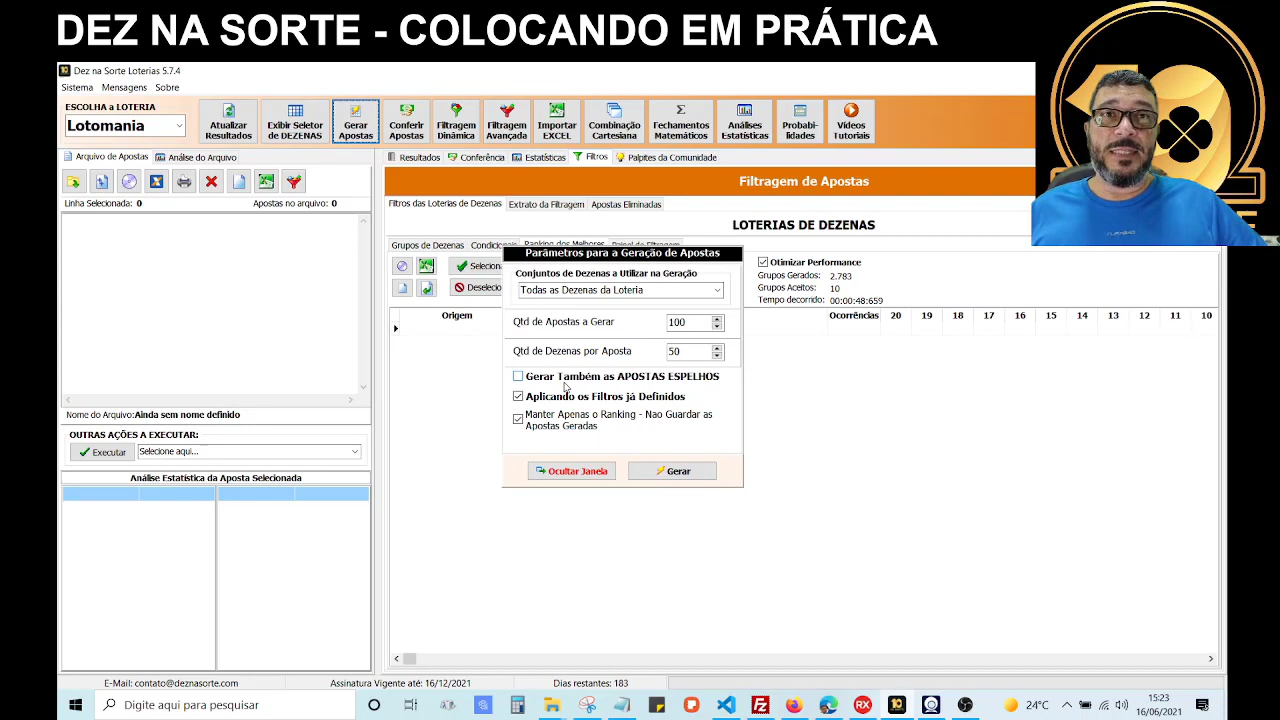 DEZ NA SORTE - COLOCANDO EM PRÁTICA
Dez na Sorte Loterias 5.7.4
Sistema Mensagens Sobre
ESCOLHA a LOTERIA
Lotomania
Atualizar Resultados
Exibir Seletor de DEZENAS
Gerar Apostas
Conferir Apostas
Filtragem Dinâmica
Filtragem Avançada
Importar EXCEL
Combinação Cartesiana
Fechamentos Matemáticos
Análises Estatísticas
Probabi-lidades
Vídeos Tutoriais
Arquivo de Apostas Análise do Arquivo
Resultados Conferência Estatísticas Filtros Palpites da Comunidade
Linha Selecionada: 0 Apostas no arquivo: 0
Filtragem de Apostas
Filtros das Loterias de Dezenas Extrato da Filtragem Apostas Eliminadas
LOTERIAS DE DEZENAS
Grupos de Dezenas Condicionais Ranking dos Melhores Painel de Filtragem
Selecion
Deselecio
Otimizar Performance
Grupos Gerados: 2.783
Grupos Aceitos: 10
Tempo decorrido: 00:00:48:659
Origem Ocorrências 20 19 18 17 16 15 14 13 12 11 10
Parâmetros para a Geração de Apostas
Conjuntos de Dezenas a Utilizar na Geração
Todas as Dezenas da Loteria
Qtd de Apostas a Gerar 100
Qtd de Dezenas por Aposta 50
Gerar Também as APOSTAS ESPELHOS
Aplicando os Filtros já Definidos
Manter Apenas o Ranking - Nao Guardar as
Apostas Geradas
Ocultar Janela Gerar
Nome do Arquivo:Ainda sem nome definido
OUTRAS AÇÕES A EXECUTAR:
Executar Selecione aqui...
Análise Estatística da Aposta Selecionada
E-Mail: contato@deznasorte.com Assinatura Vigente até 16/12/2021 Dias restantes: 183
Digite aqui para pesquisar
24°C
15:23
16/06/2021